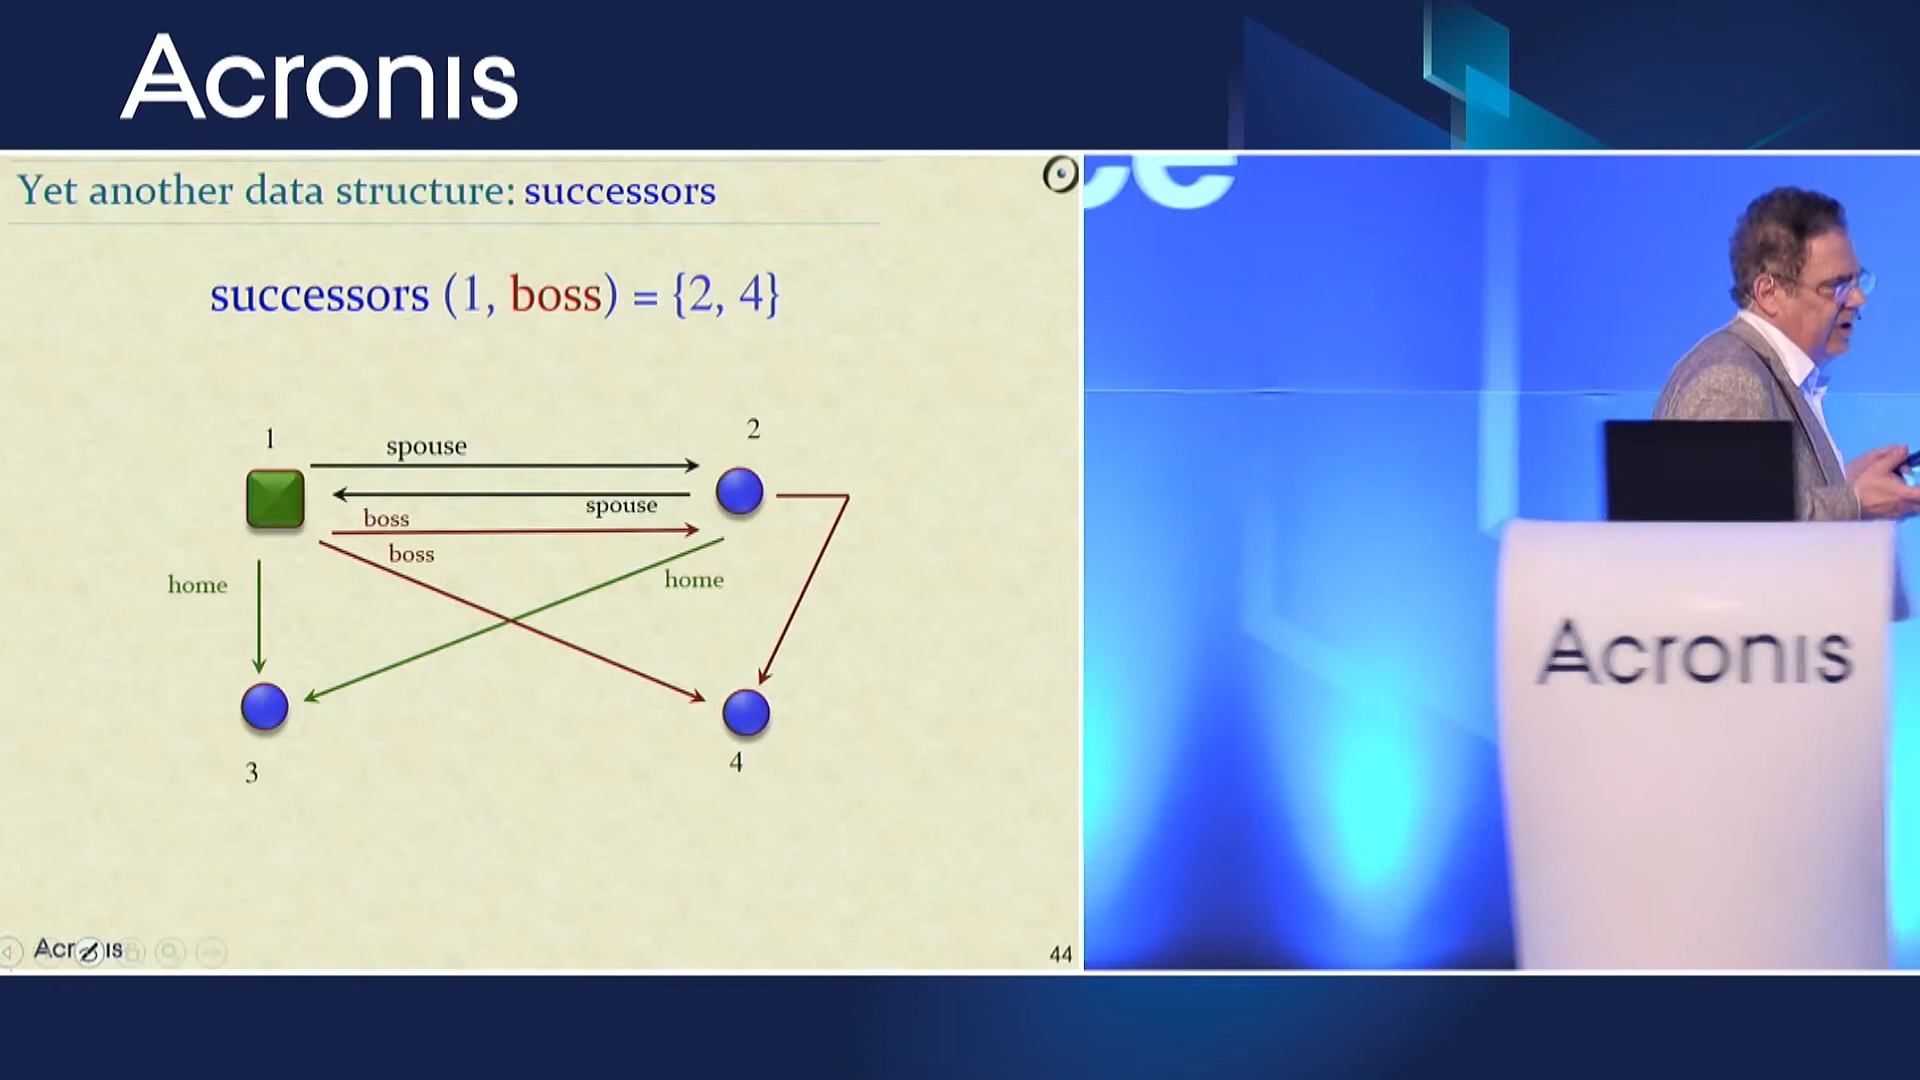 Acronis
Yet another data structure: successors
successors (1, boss) = {2, 4}
1
2
spouse
spouse
boss
boss
home
home
3
4
44
Acronis